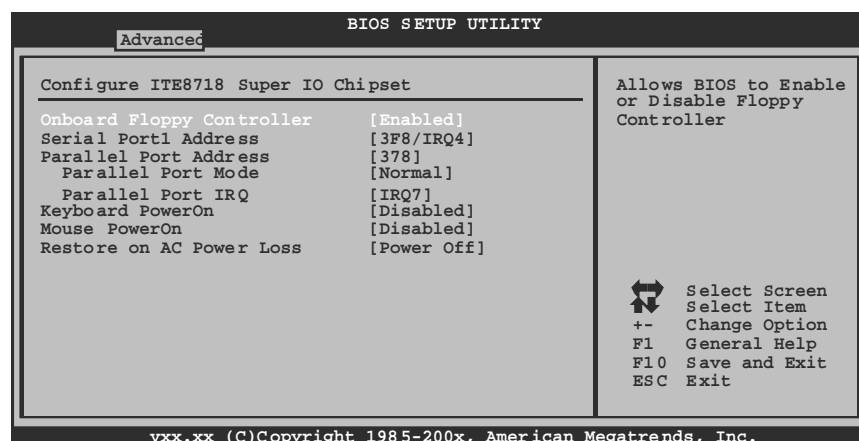 BIOS SETUP UTILITY
Advanced
Configure ITE8718 Super IO Chipset
Onboard Floppy Controller [Enabled]
Serial Port1 Address [3F8/IRQ4]
Parallel Port Address [378]
Parallel Port Mode [Normal]
Parallel Port IRQ [IRQ7]
Keyboard PowerOn [Disabled]
Mouse PowerOn [Disabled]
Restore on AC Power Loss [Power Off]
Allows BIOS to Enable
or Disable Floppy
Controller
Select Screen
Select Item
+- Change Option
F1 General Help
F10 Save and Exit
ESC Exit
vxx.xx (C)Copyright 1985-200x, American Megatrends, Inc.